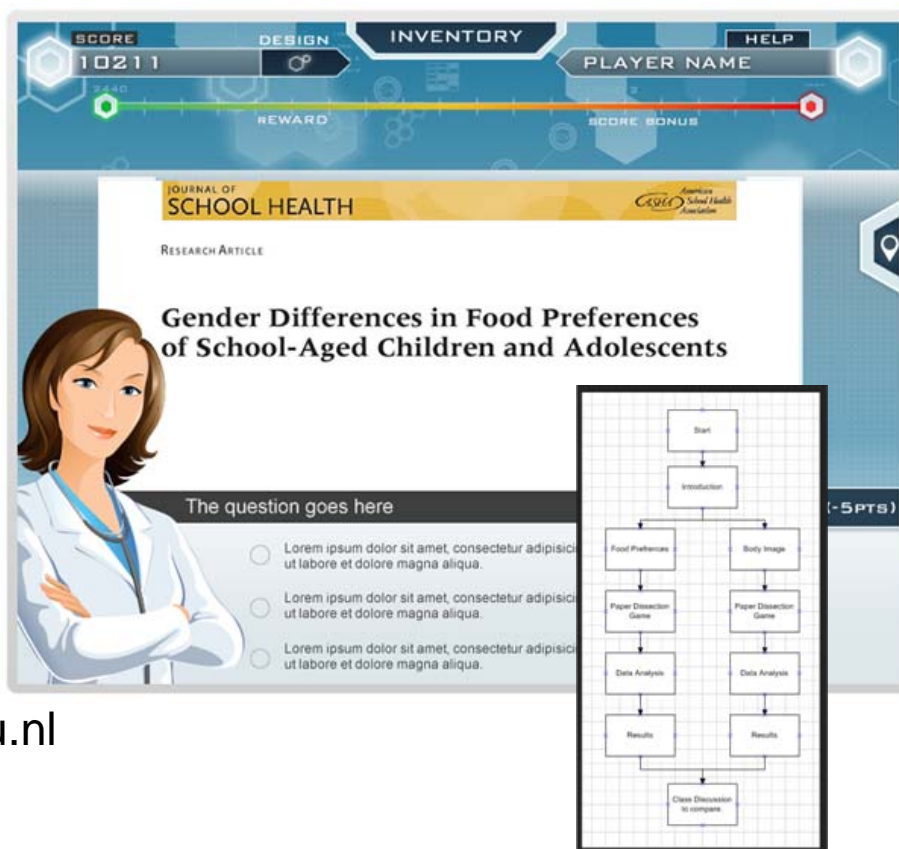 SCORE
DESIGN
INVENTORY
HELP
10211
PLAYER NAME
2440
REWARD
SCORE BONUS
JOURNAL OF
SCHOOL HEALTH
ASHA
American
School Health
Association
RESEARCH ARTICLE
Gender Differences in Food Preferences
of School-Aged Children and Adolescents
The question goes here
(-5PTS)
Lorem ipsum dolor sit amet, consectetur adipisici
ut labore et dolore magna aliqua.
Lorem ipsum dolor sit amet, consectetur adipisici
ut labore et dolore magna aliqua.
Lorem ipsum dolor sit amet, consectetur adipisici
ut labore et dolore magna aliqua.
Start
Introduction
Food Prefrences
Body Image
Paper Dissection
Game
Paper Dissection
Game
Data Analysis
Data Analysis
Results
Results
Class Discussion
to compare.
u.nl